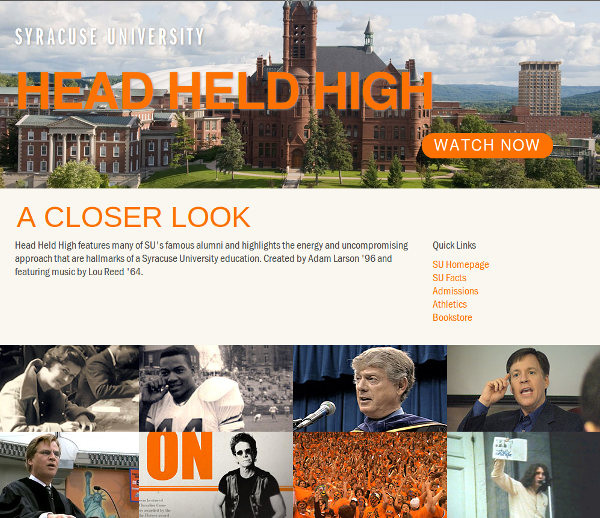 SYRACUSE UNIVERSITY
HEAD HELD HIGH
WATCH NOW
A CLOSER LOOK
Head Held High features many of SU's famous alumni and highlights the energy and uncompromising
approach that are hallmarks of a Syracuse University education. Created by Adam Larson '96 and
featuring music by Lou Reed '64.
Quick Links
SU Homepage
SU Facts
Admissions
Athletics
Bookstore
ON